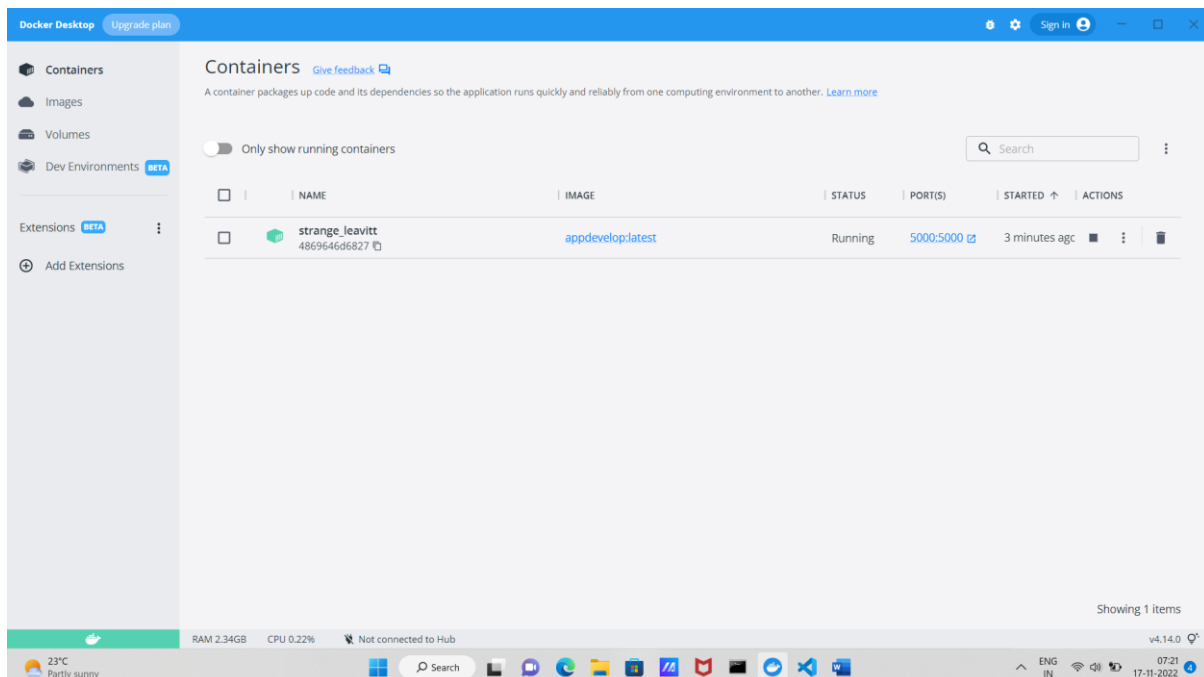 Docker Desktop Upgrade plan Sign in
Containers
Images
Volumes
Dev Environments BETA
Extensions BETA
Add Extensions
Containers Give feedback
A container packages up code and its dependencies so the application runs quickly and reliably from one computing environment to another. Learn more
Only show running containers
Search
NAME IMAGE STATUS PORT(S) STARTED ACTIONS
strange_leavitt appdevelop:latest Running 5000:5000 3 minutes agc
4869646d6827
Showing 1 items
RAM 2.34GB CPU 0.22% Not connected to Hub v4.14.0
23°C Search ENG 07:21
Partly sunny IN 17-11-2022 4